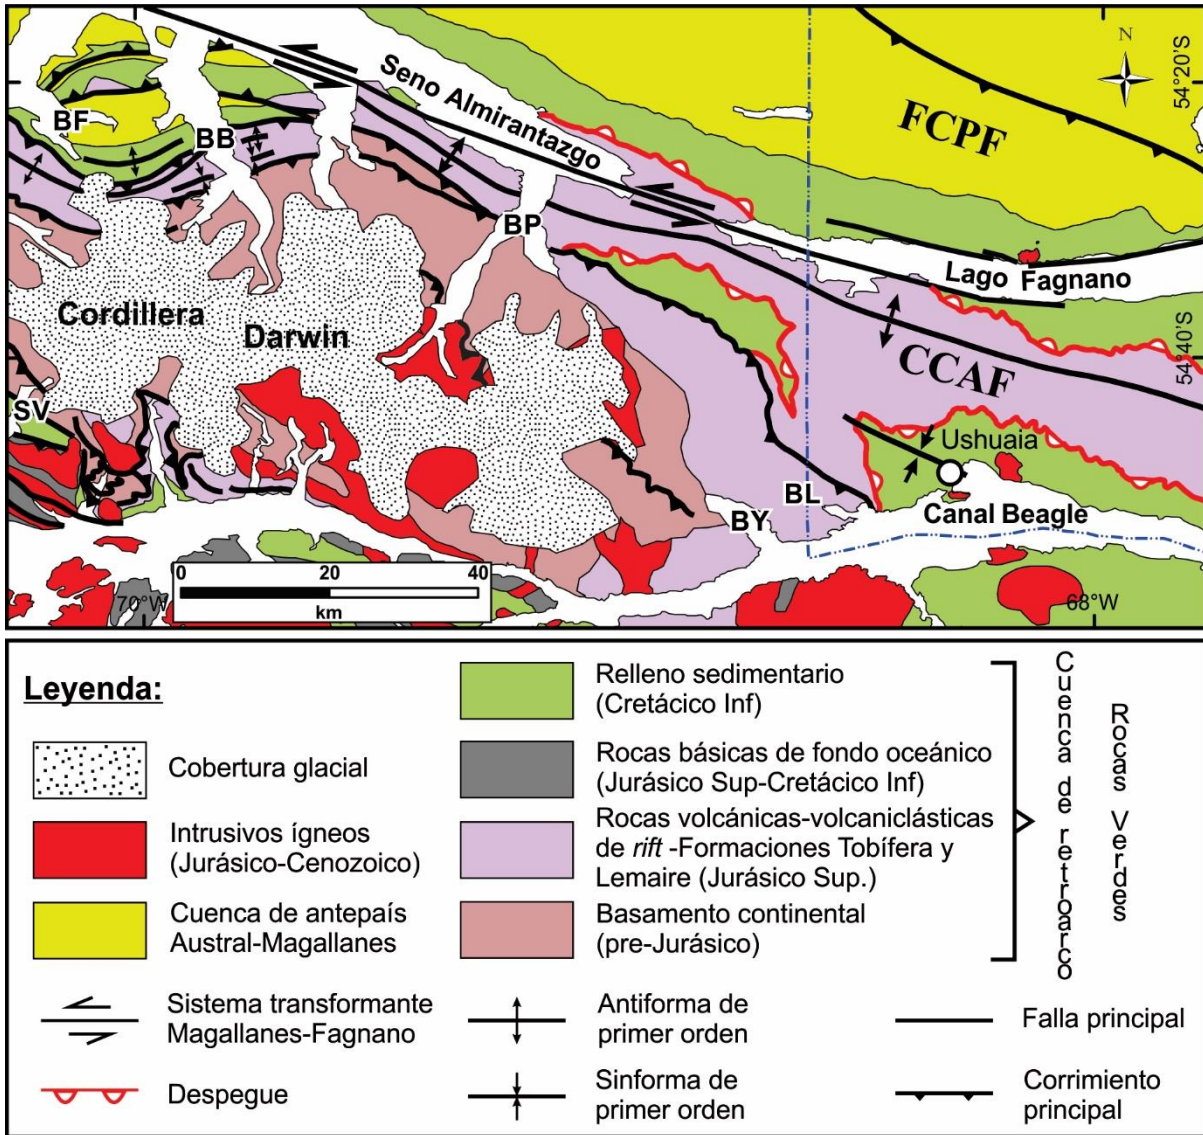 N
54°20'S
Seno Almirantazgo
FCPF
BF
BB
BP
Lago Fagnano
54°40'S
Cordillera
Darwin
CCAF
SV
Ushuaia
BL
BY
Canal Beagle
0 20 40
km
70°W
68°W
Leyenda:
Cobertura glacial
Intrusivos ígneos
(Jurásico-Cenozoico)
Cuenca de antepaís
Austral-Magallanes
Sistema transformante
Magallanes-Fagnano
Despegue
Relleno sedimentario
(Cretácico Inf)
Rocas básicas de fondo oceánico
(Jurásico Sup-Cretácico Inf)
Rocas volcánicas-volcaniclásticas
de rift -Formaciones Tobífera y
Lemaire (Jurásico Sup.)
Basamento continental
(pre-Jurásico)
Antiforma de
primer orden
Sinforma de
primer orden
Cuenca de retroarco
Rocas Verdes
Falla principal
Corrimiento
principal